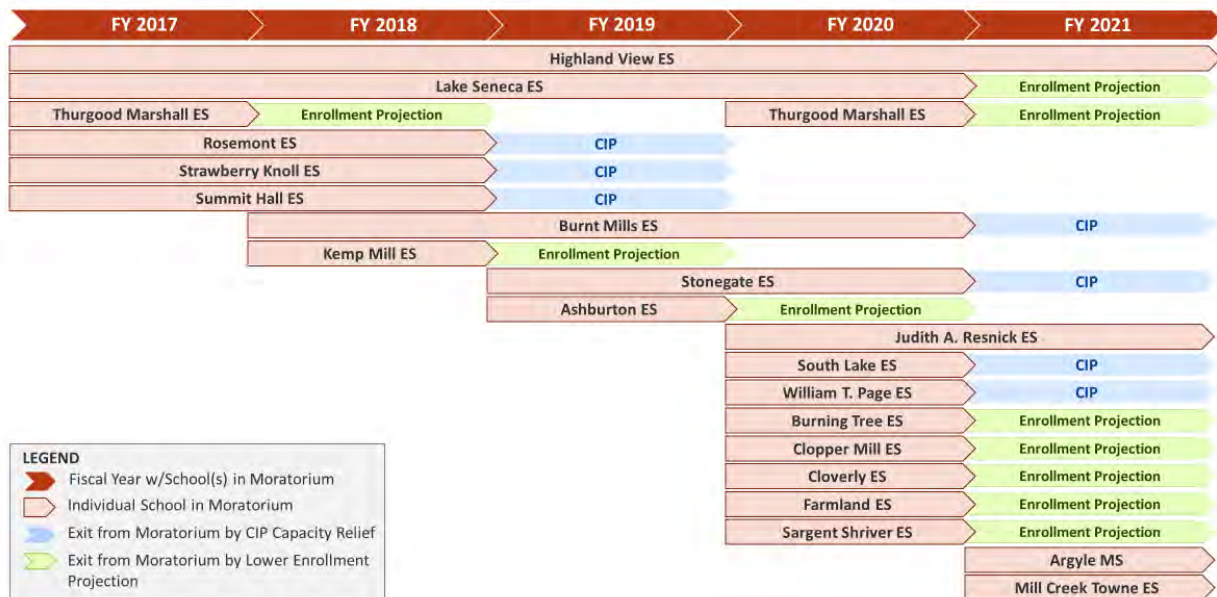 FY 2017 FY 2018 FY 2019 FY 2020 FY 2021
Highland View ES
Lake Seneca ES Enrollment Projection
Thurgood Marshall ES Enrollment Projection Thurgood Marshall ES Enrollment Projection
Rosemont ES CIP
Strawberry Knoll ES CIP
Summit Hall ES CIP
Burnt Mills ES CIP
Kemp Mill ES Enrollment Projection
Stonegate ES CIP
Ashburton ES Enrollment Projection
Judith A. Resnick ES
South Lake ES CIP
William T. Page ES CIP
Burning Tree ES Enrollment Projection
Clopper Mill ES Enrollment Projection
Cloverly ES Enrollment Projection
Farmland ES Enrollment Projection
Sargent Shriver ES Enrollment Projection
Argyle MS
Mill Creek Towne ES
LEGEND
Fiscal Year w/School(s) in Moratorium
Individual School in Moratorium
Exit from Moratorium by CIP Capacity Relief
Exit from Moratorium by Lower Enrollment
Projection